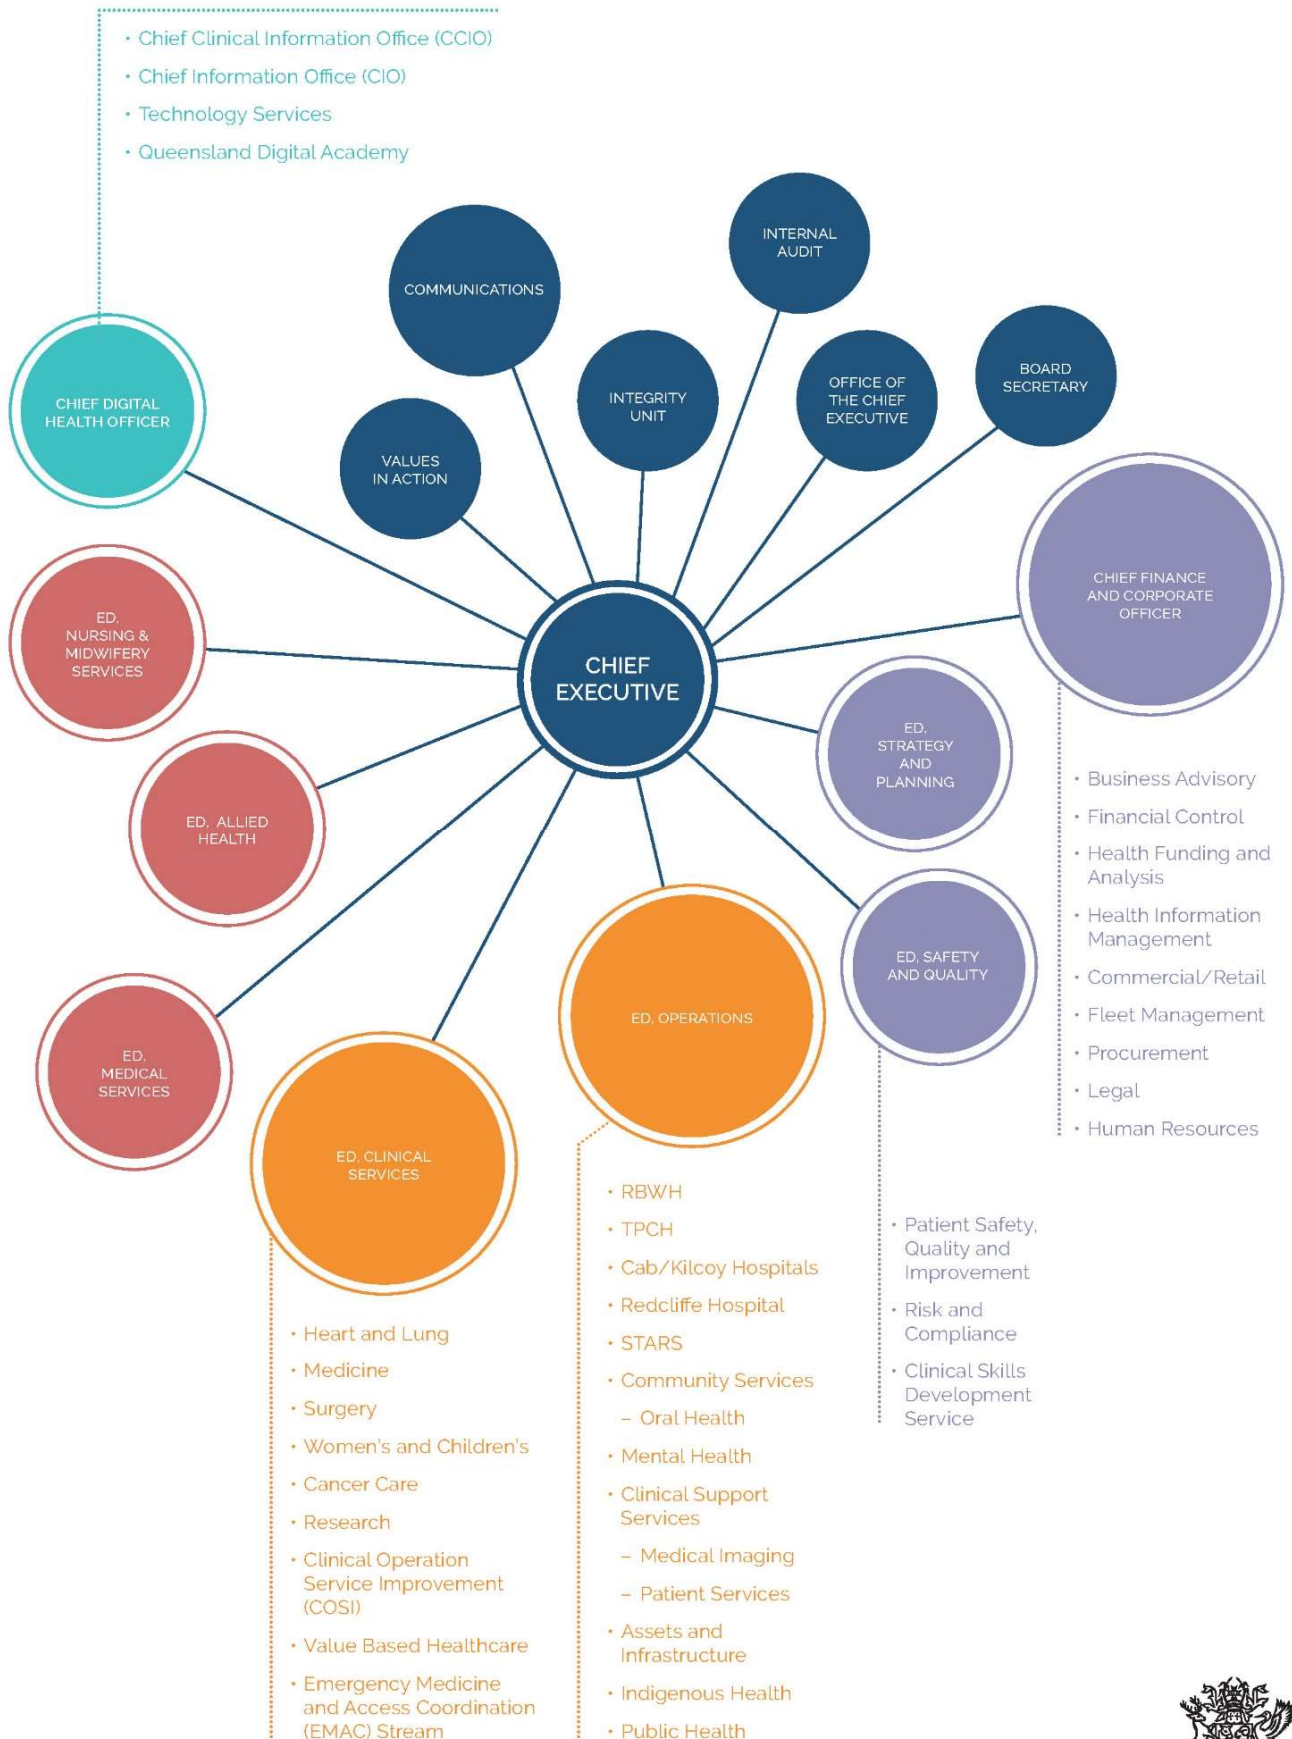 • Chief Clinical Information Office (CCIO)
• Chief Information Office (CIO)
• Technology Services
• Queensland Digital Academy
INTERNAL
AUDIT
COMMUNICATIONS
BOARD
SECRETARY
OFFICE OF
THE CHIEF
EXECUTIVE
INTEGRITY
UNIT
CHIEF DIGITAL
HEALTH OFFICER
VALUES
IN ACTION
CHIEF FINANCE
AND CORPORATE
OFFICER
ED,
NURSING &
MIDWIFERY
SERVICES
CHIEF
EXECUTIVE
ED,
STRATEGY
AND
PLANNING
ED, ALLIED
HEALTH
• Business Advisory
• Financial Control
• Health Funding and
Analysis
• Health Information
Management
• Commercial/Retail
• Fleet Management
• Procurement
• Legal
• Human Resources
ED, SAFETY
AND QUALITY
ED, OPERATIONS
ED,
MEDICAL
SERVICES
ED, CLINICAL
SERVICES
• Heart and Lung
• Medicine
• Surgery
• Women's and Children's
• Cancer Care
• Research
• Clinical Operation
Service Improvement
(COSI)
• Value Based Healthcare
• Emergency Medicine
and Access Coordination
(EMAC) Stream
• RBWH
• TPCH
• Cab/Kilcoy Hospitals
• Redcliffe Hospital
• STARS
• Community Services
– Oral Health
• Mental Health
• Clinical Support
Services
– Medical Imaging
– Patient Services
• Assets and
Infrastructure
• Indigenous Health
• Public Health
• Patient Safety,
Quality and
Improvement
• Risk and
Compliance
• Clinical Skills
Development
Service